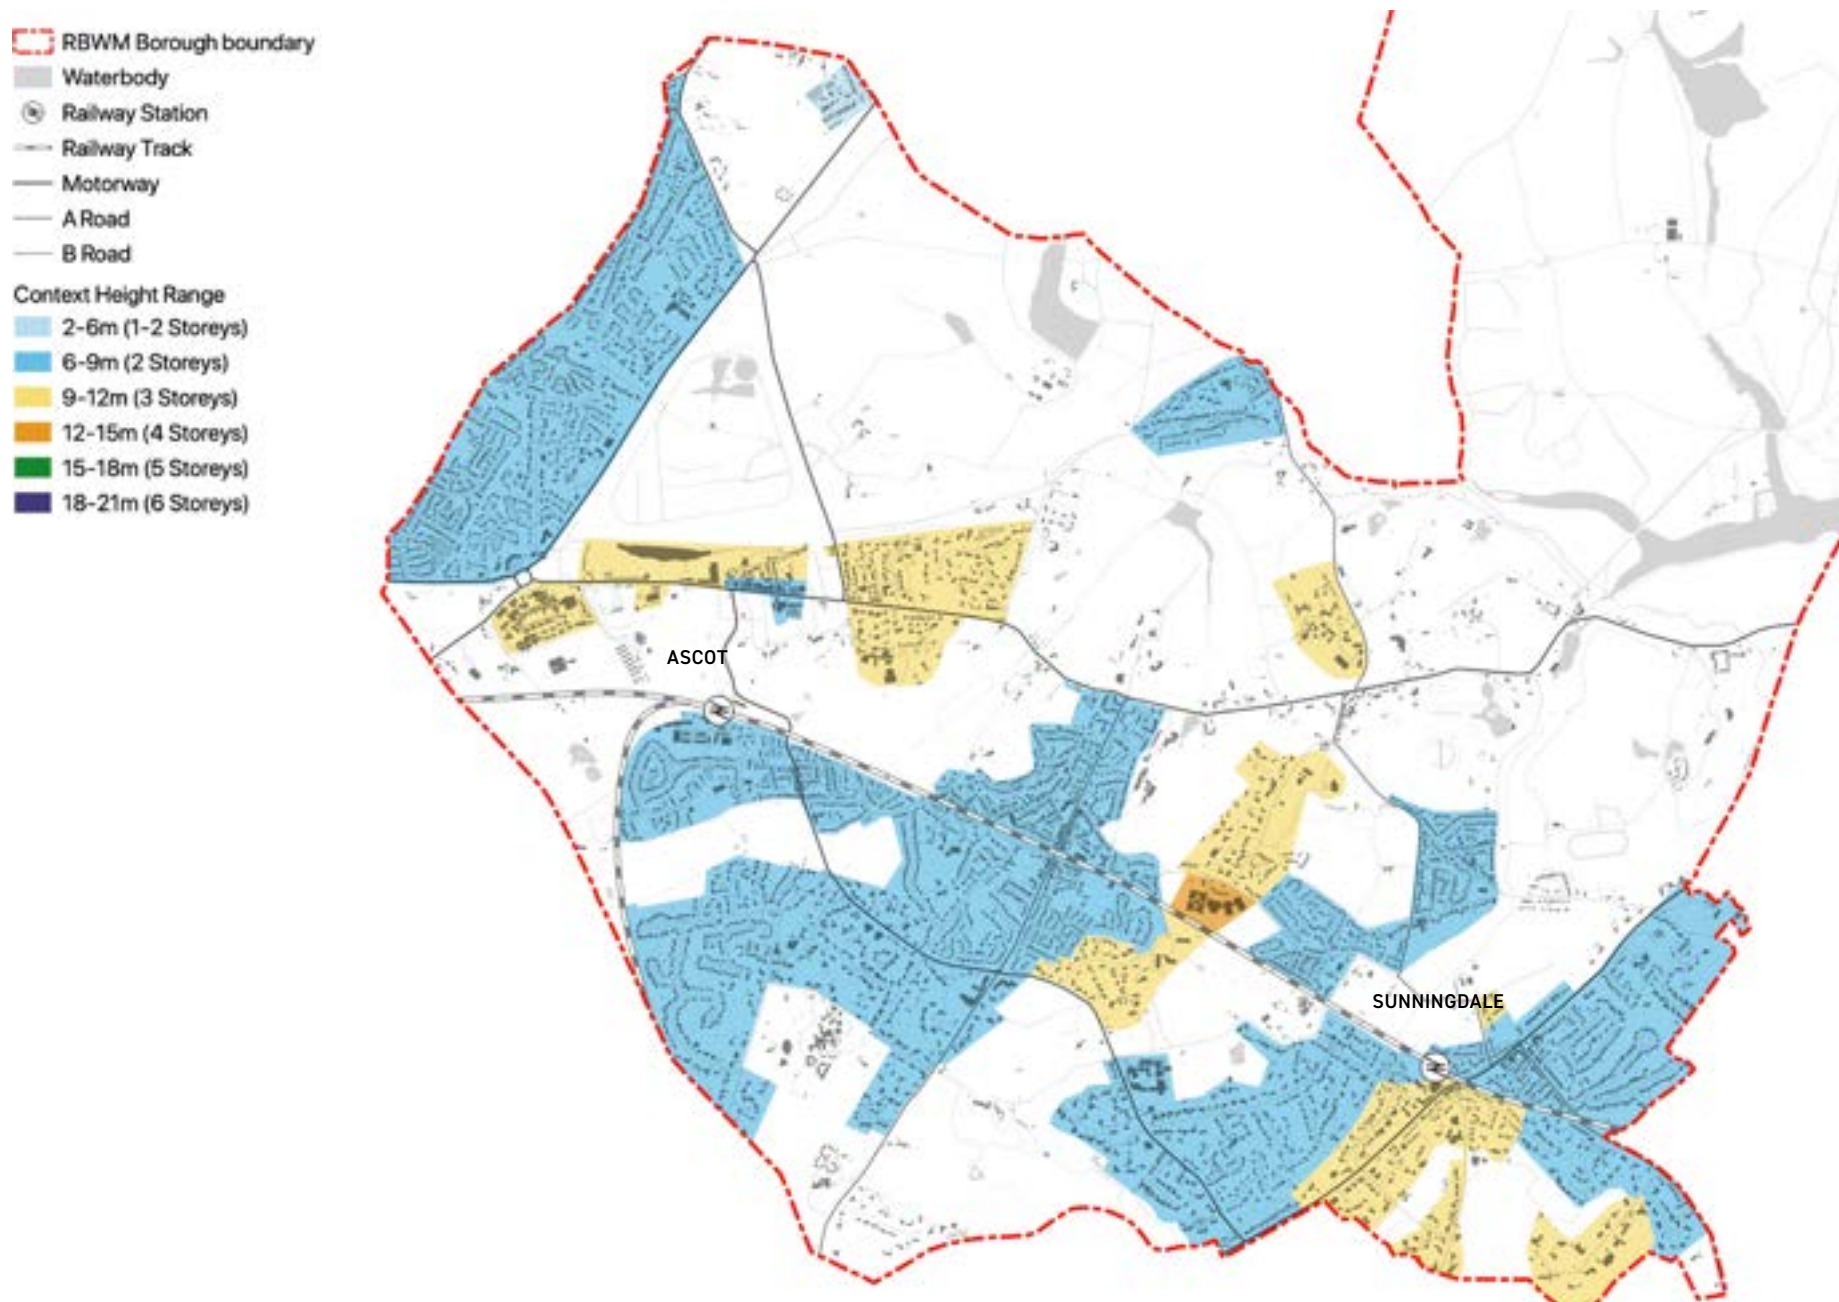 RBWM Borough boundary
Waterbody
Railway Station
Railway Track
Motorway
A Road
B Road
Context Height Range
2-6m (1-2 Storeys)
6-9m (2 Storeys)
9-12m (3 Storeys)
12-15m (4 Storeys)
15-18m (5 Storeys)
18-21m (6 Storeys)
ASCOT
SUNNINGDALE